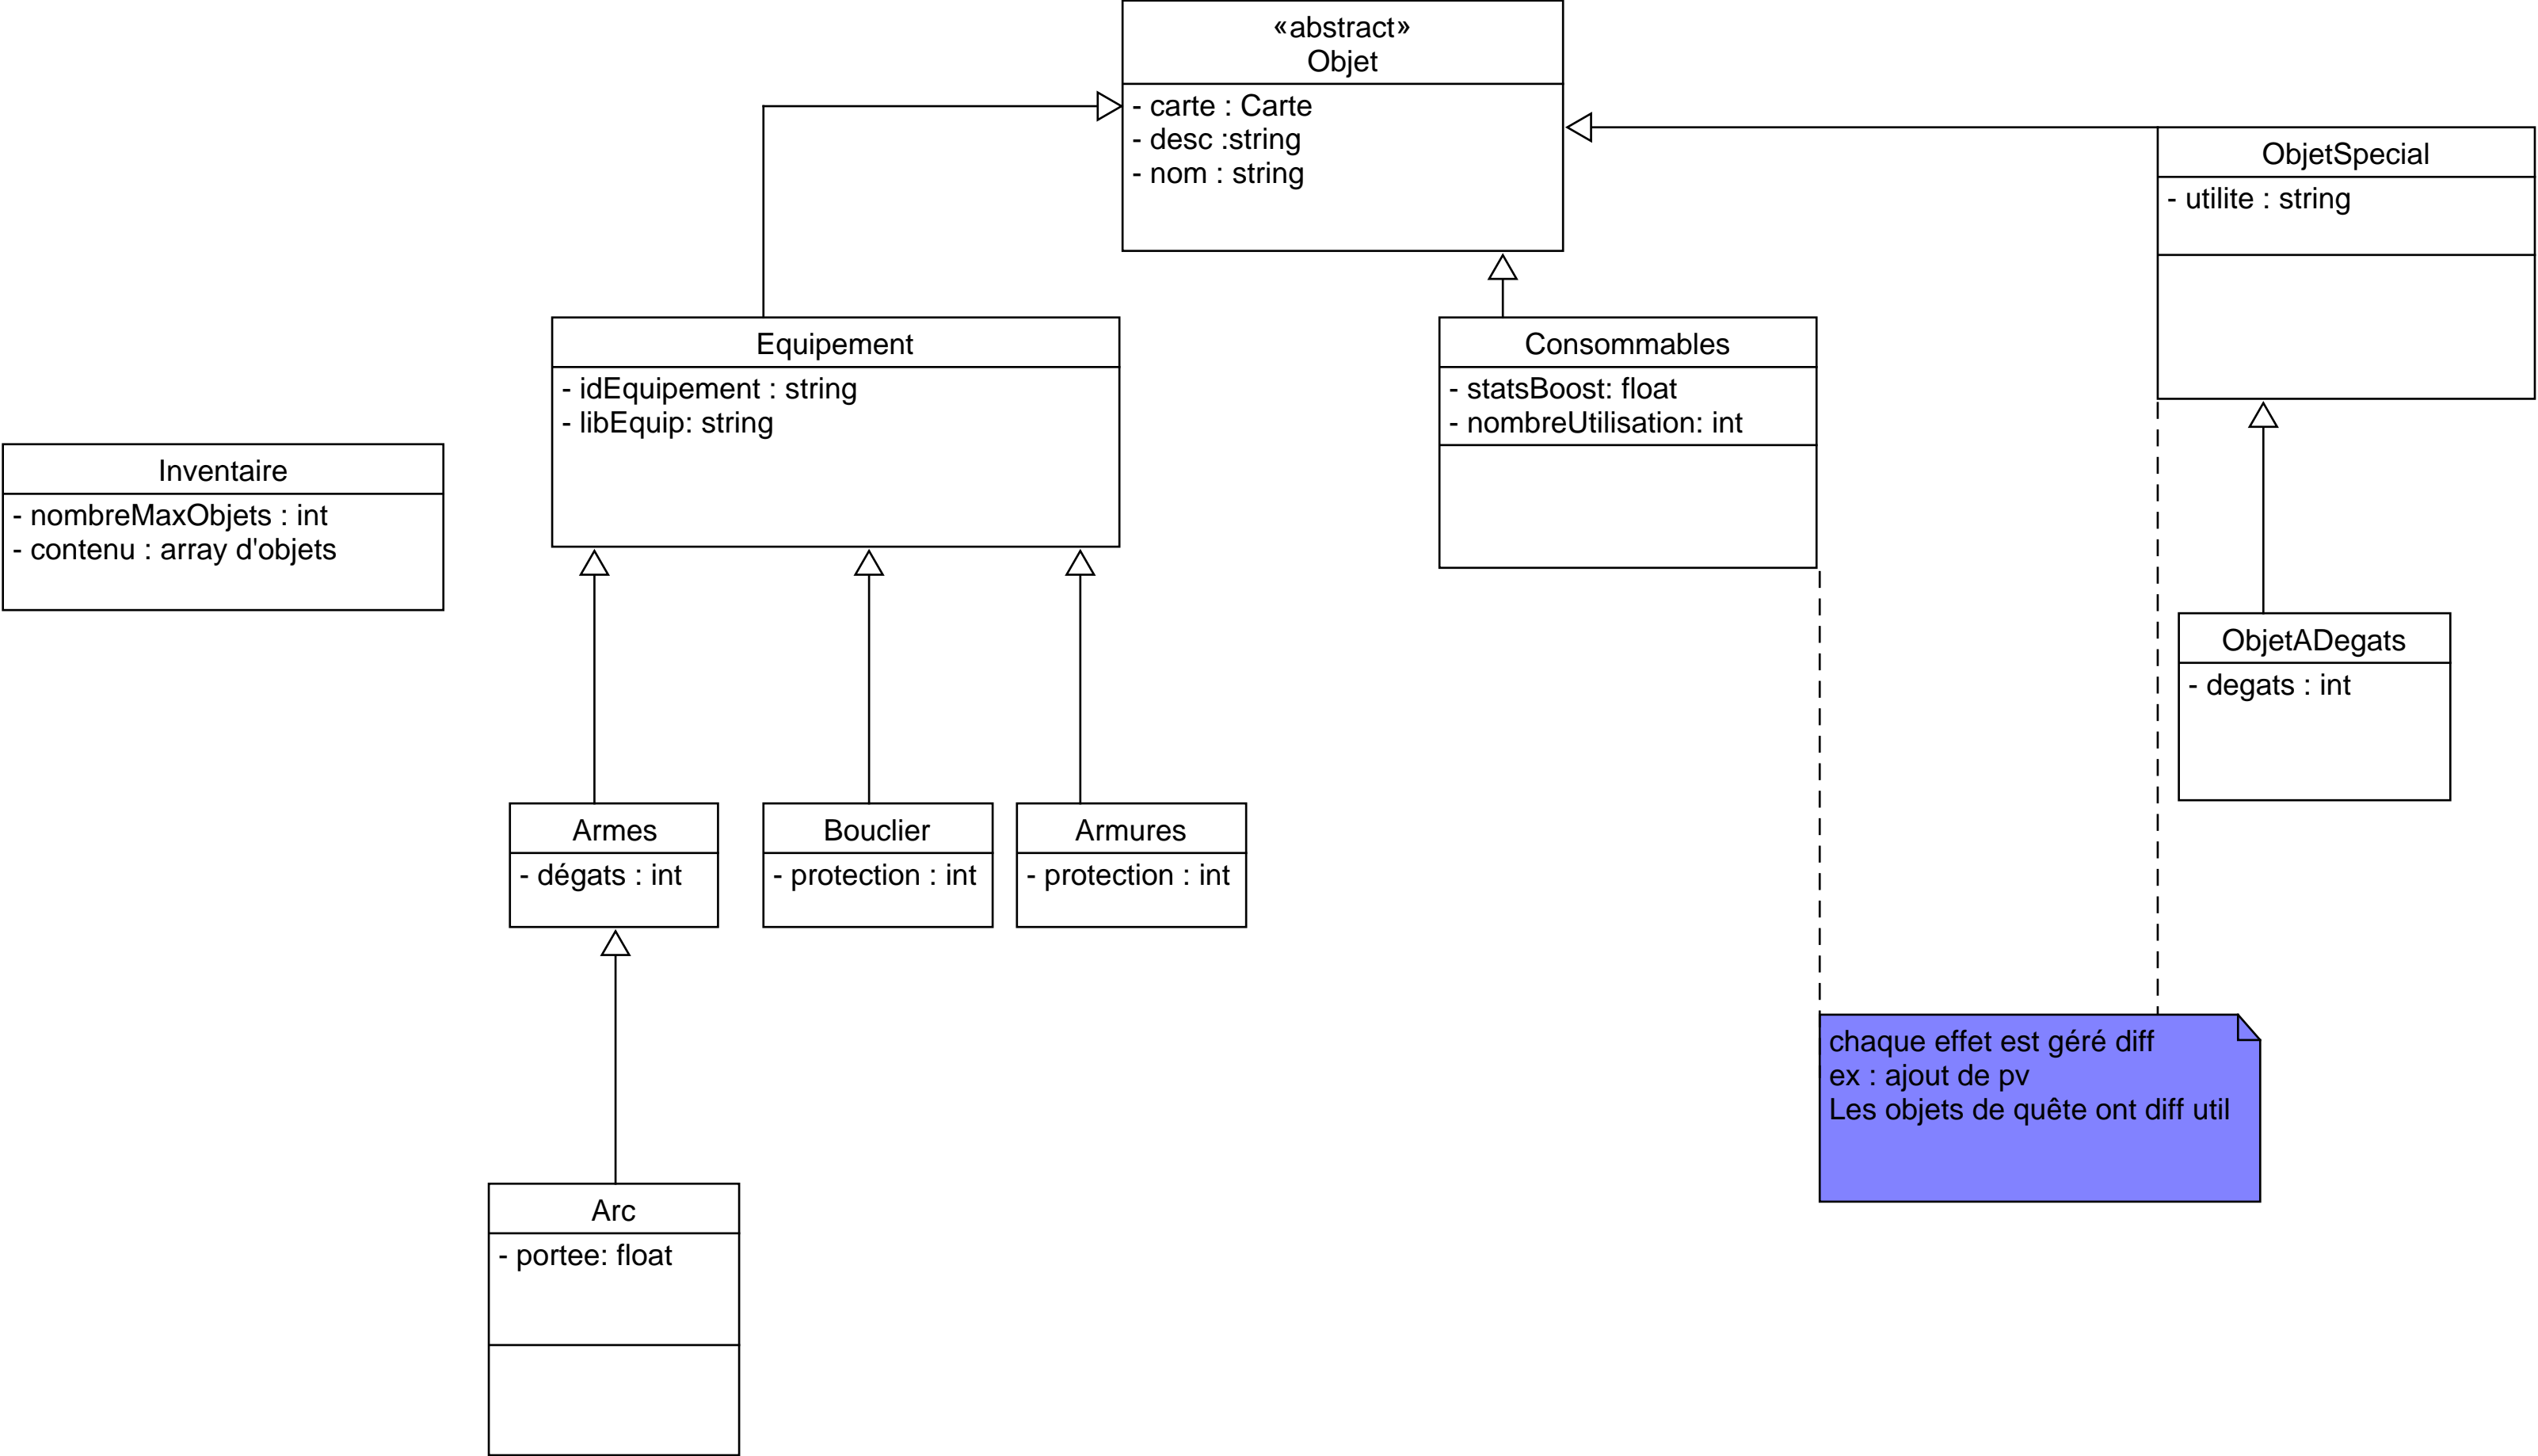 «abstract»
Objet
- carte : Carte
- desc :string
- nom : string
ObjetSpecial
- utilite : string
Equipement
- idEquipement : string
- libEquip: string
Consommables
- statsBoost: float
- nombreUtilisation: int
Inventaire
- nombreMaxObjets : int
- contenu : array d'objets
ObjetADegats
- degats : int
Armes
- dégats : int
Bouclier
- protection : int
Armures
- protection : int
chaque effet est géré diff
ex : ajout de pv
Les objets de quête ont diff util
Arc
- portee: float